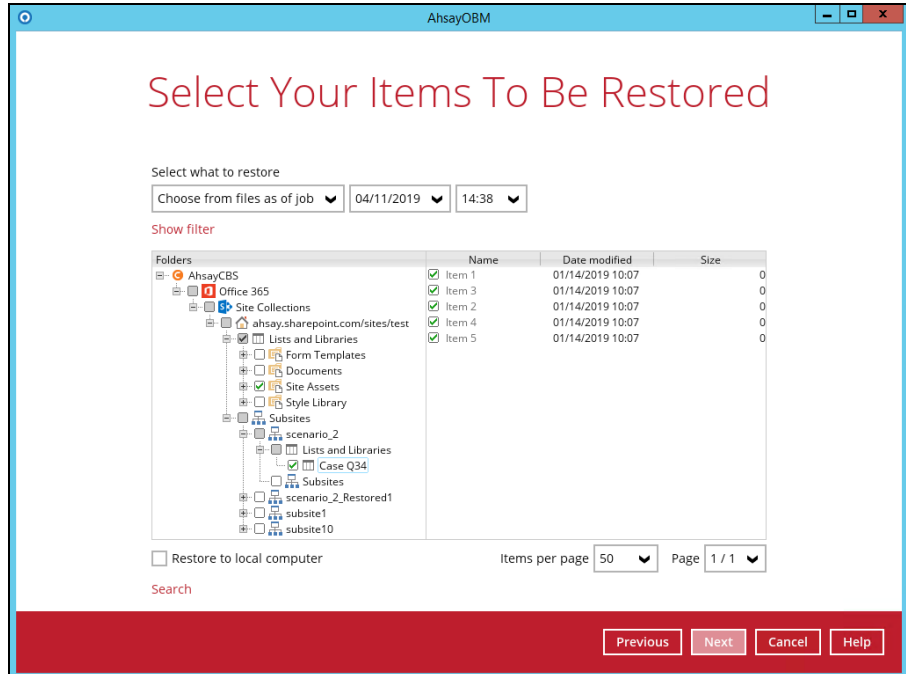 AhsayOBM
Select Your Items To Be Restored
Select what to restore
Choose from files as of job 04/11/2019 14:38
Show filter
Folders Name Date modified Size
AhsayCBS
Office 365
Site Collections
ahsay.sharepoint.com/sites/test
Lists and Libraries
Form Templates
Documents
Site Assets
Style Library
Subsites
scenario_2
Lists and Libraries
Case Q34
Subsites
scenario_2_Restored1
subsite1
subsite10
Item 1 01/14/2019 10:07 0
Item 3 01/14/2019 10:07 0
Item 2 01/14/2019 10:07 0
Item 4 01/14/2019 10:07 0
Item 5 01/14/2019 10:07 0
Restore to local computer
Items per page 50 Page 1 / 1
Search
Previous Next Cancel Help